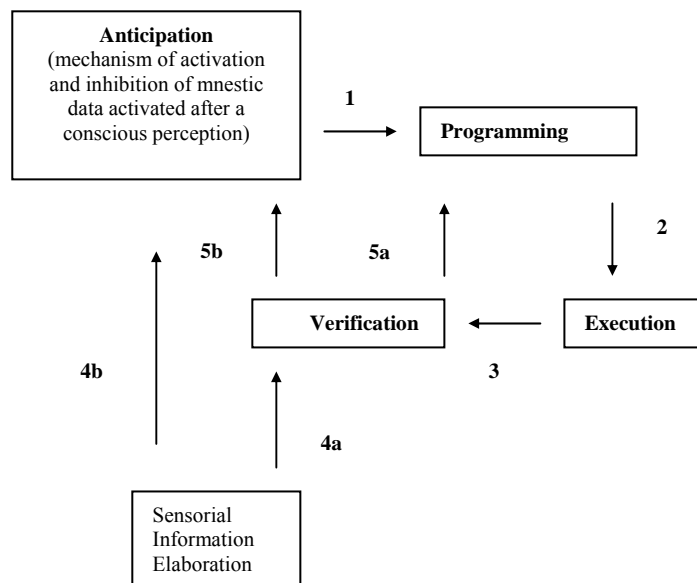 Anticipation
(mechanism of activation
and inhibition of mnestic
data activated after a
conscious perception)
1
Programming
2
5b
5a
Verification
Execution
3
4b
4a
Sensorial
Information
Elaboration